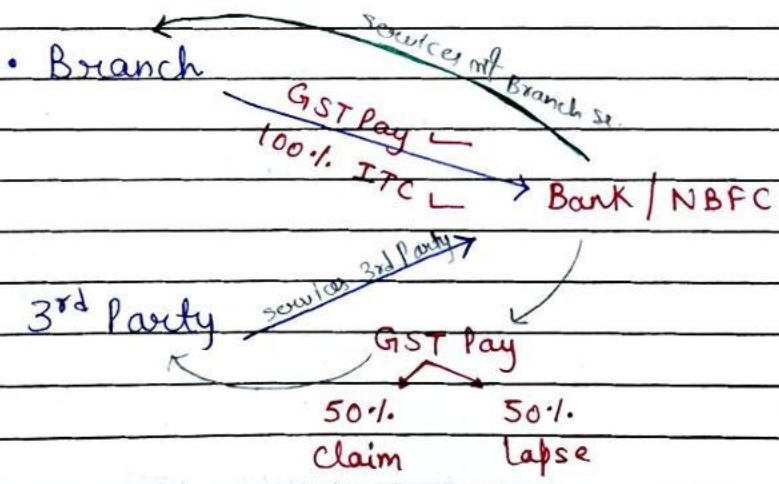 services
Branch se.
• Branch
GST Pay
100% ITC
Bank / NBFC
services 3rd Party
3rd Party
GST Pay
50% 50%
claim Lapse